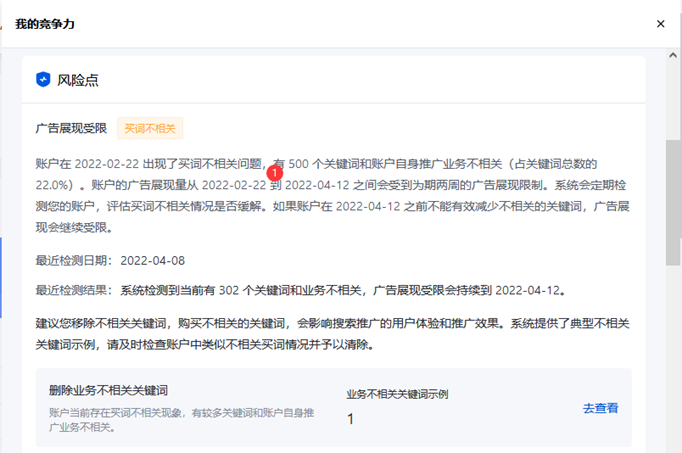 我的竞争力
×
风险点
广告展现受限 买词不相关
账户在 2022-02-22 出现了买词不相关问题，有 500 个关键词和账户自身推广业务不相关（占关键词总数的
1
22.0%）。账户的广告展现量从 2022-02-22 到 2022-04-12 之间会受到为期两周的广告展现限制。系统会定期检
测您的账户，评估买词不相关情况是否缓解。如果账户在 2022-04-12 之前不能有效减少不相关的关键词，广告展
现会继续受限。
最近检测日期： 2022-04-08
最近检测结果： 系统检测到当前有 302 个关键词和业务不相关，广告展现受限会持续到 2022-04-12。
建议您移除不相关关键词，购买不相关的关键词，会影响搜索推广的用户体验和推广效果。系统提供了典型不相关
关键词示例，请及时检查账户中类似不相关买词情况并予以清除。
删除业务不相关关键词
账户当前存在买词不相关现象，有较多关键词和账户自身推
广业务不相关。
业务不相关关键词示例
1
去查看